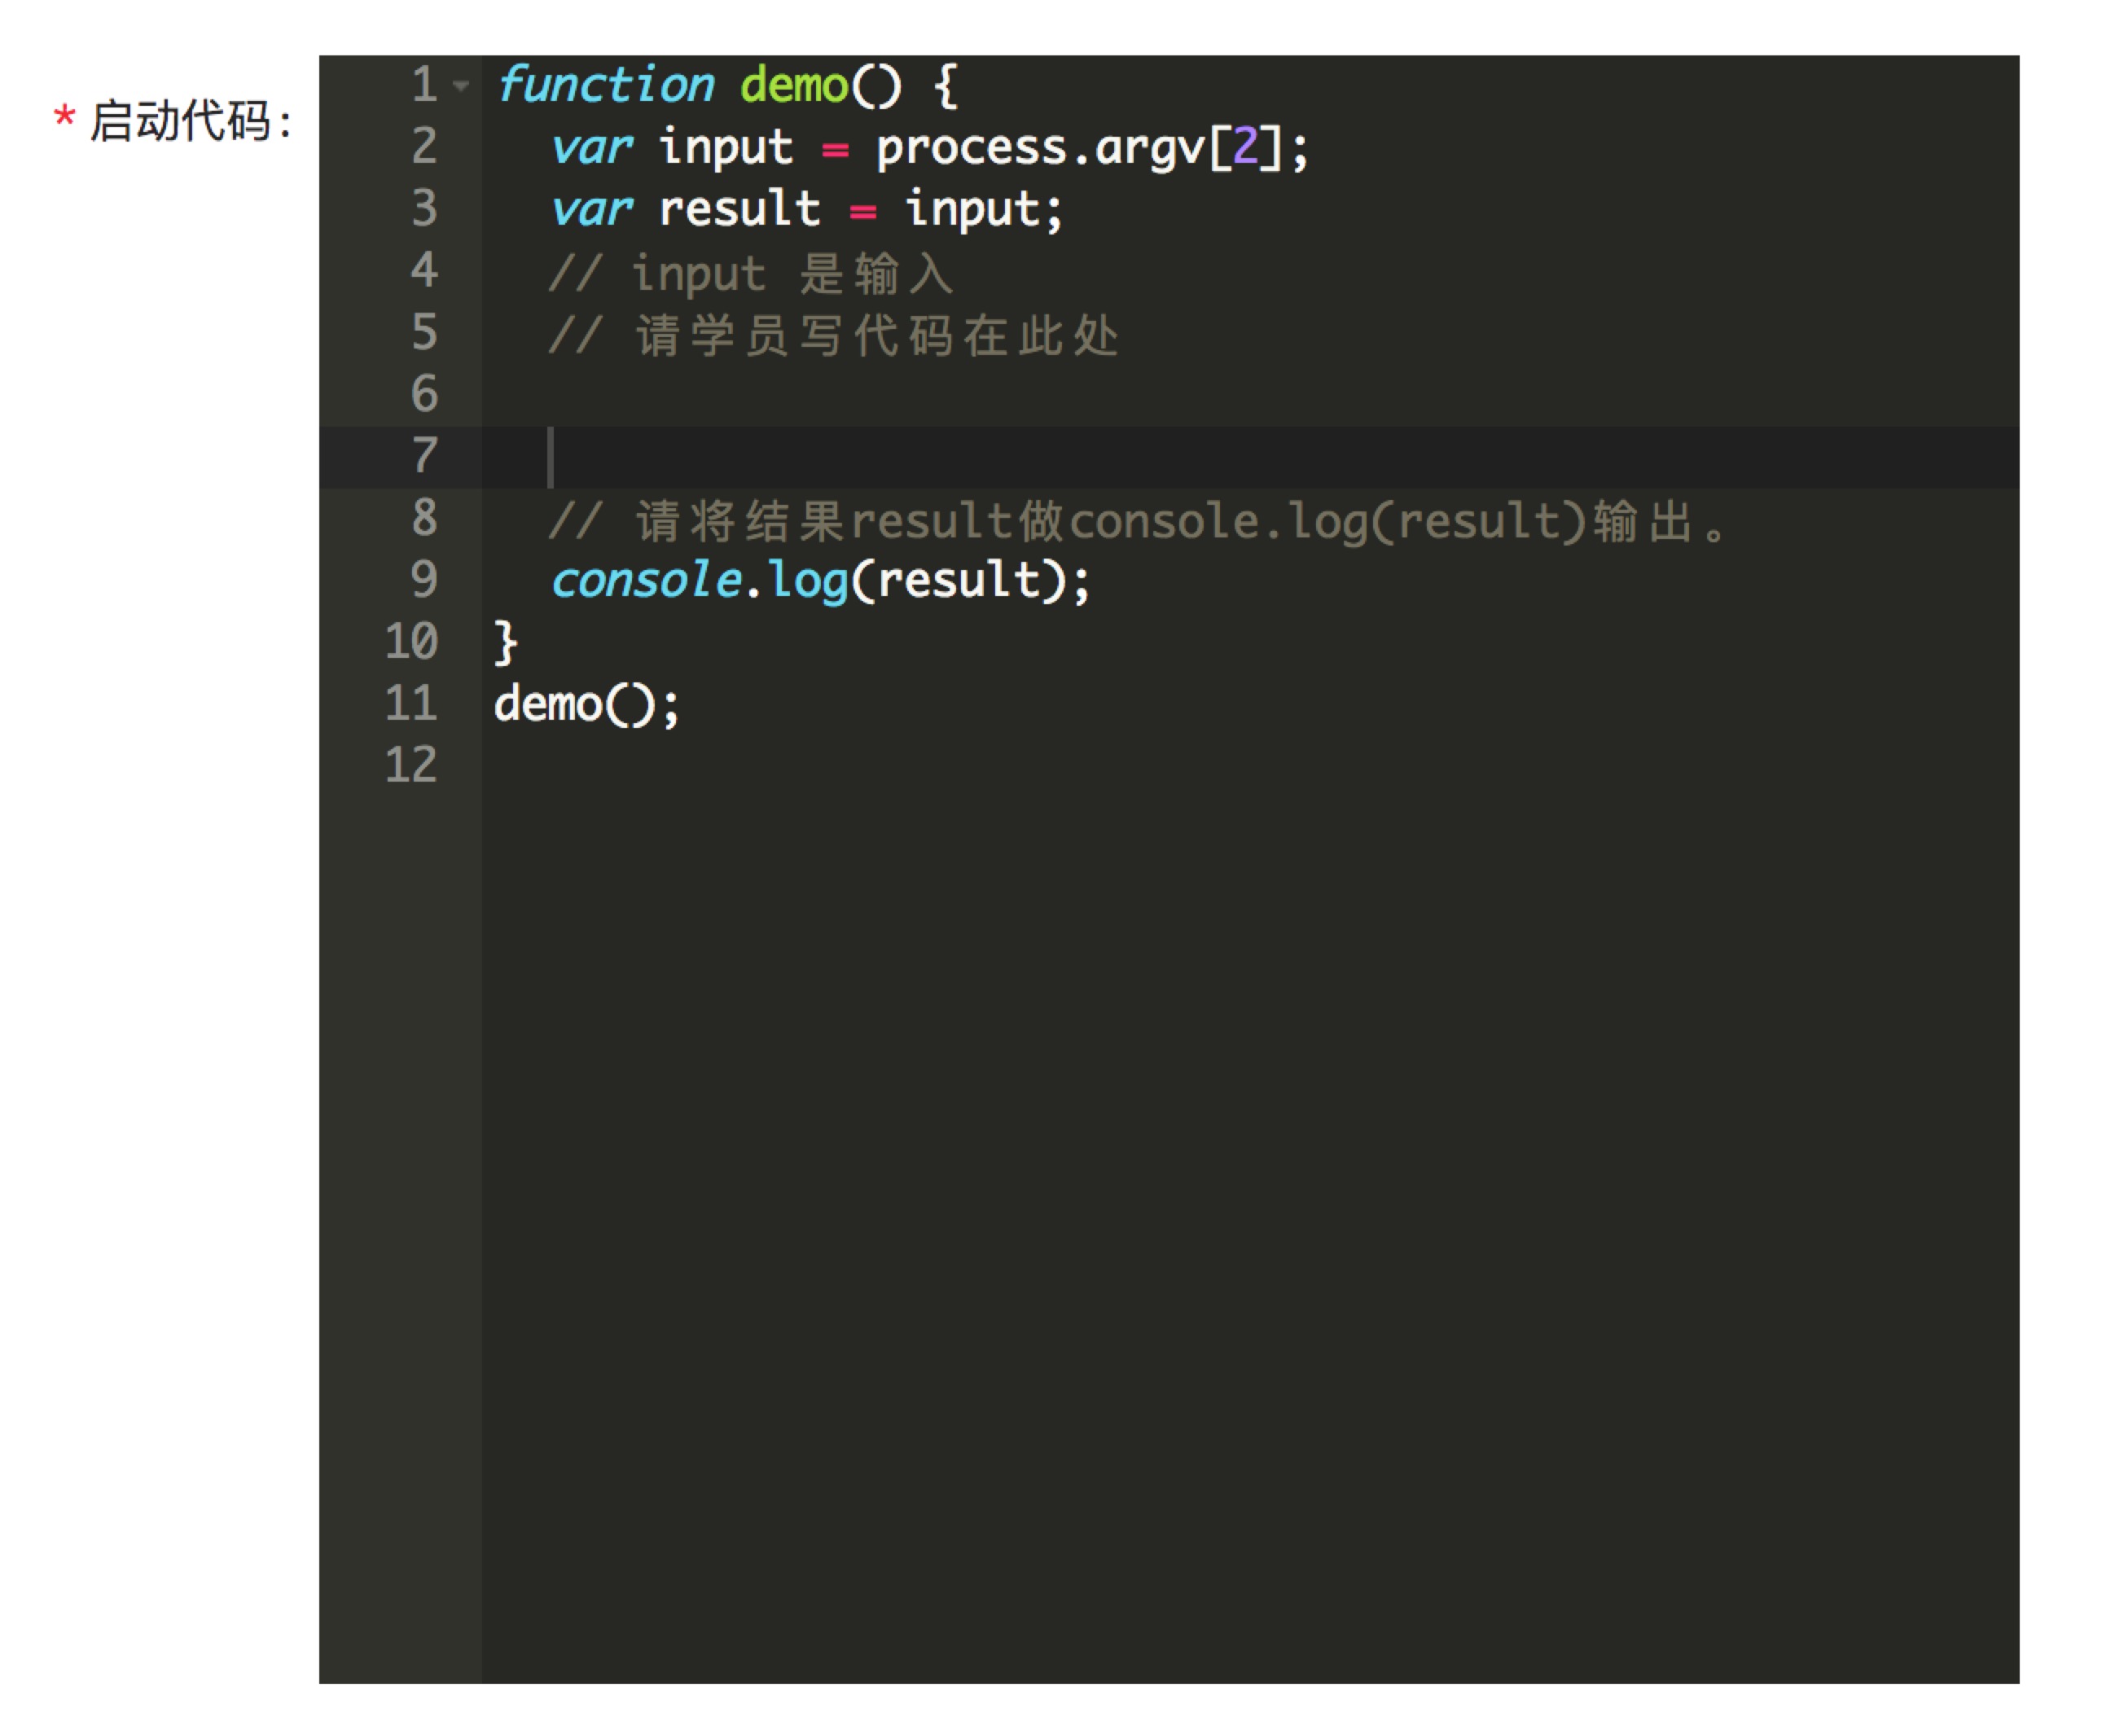 * 启动代码:
1 function demo() {
2 var input = process.argv[2];
3 var result = input;
4 // input 是输入
5 // 请学员写代码在此处
6
7
8 // 请将结果result做console.log(result)输出。
9 console.log(result);
10 }
11 demo();
12